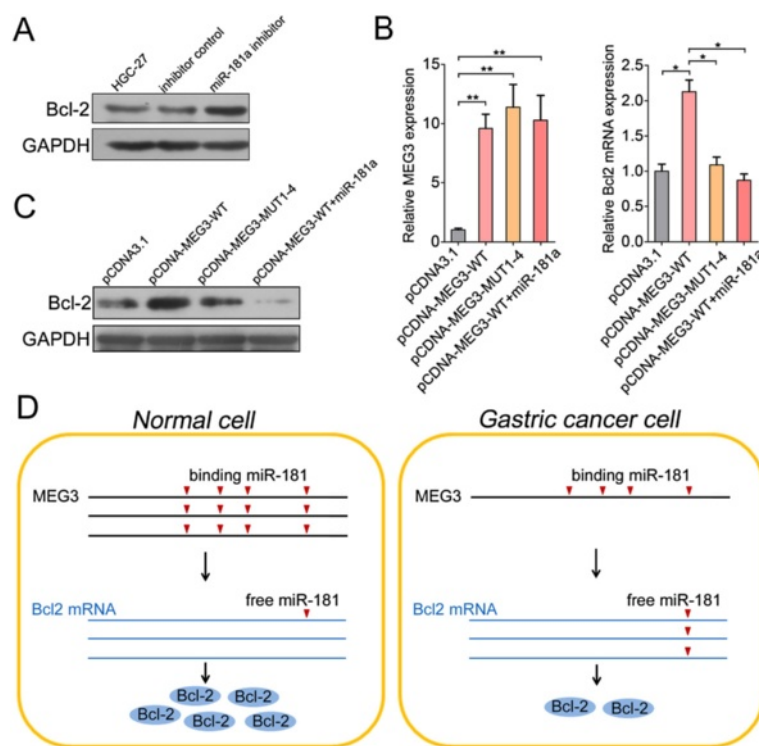 A
HGC-27
inhibitor control
miR-181a inhibitor
Bcl-2
GAPDH
B
Relative MEG3 expression
15
10
5
0
**
**
**
pCDNA3.1
pCDNA-MEG3-WT
pCDNA-MEG3-MUT1-4
pCDNA-MEG3-WT+miR-181a
Relative Bcl2 mRNA expression
2.5
2.0
1.5
1.0
0.5
0.0
*
*
*
pCDNA3.1
pCDNA-MEG3-WT
pCDNA-MEG3-MUT1-4
pCDNA-MEG3-WT+miR-181a
C
pCDNA3.1
pCDNA-MEG3-WT
pCDNA-MEG3-MUT1-4
pCDNA-MEG3-WT+miR-181a
Bcl-2
GAPDH
D
Normal cell
binding miR-181
MEG3
free miR-181
Bcl2 mRNA
Bcl-2
Bcl-2
Bcl-2
Bcl-2
Bcl-2
Gastric cancer cell
binding miR-181
MEG3
free miR-181
Bcl2 mRNA
Bcl-2
Bcl-2